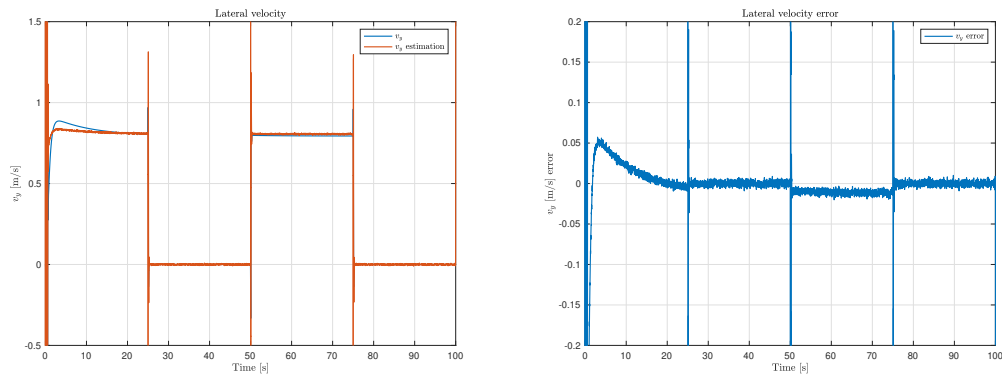 Lateral velocity
1.5
1
0.5
0
-0.5
v_y [m/s]
v_y
v_y estimation
0 10 20 30 40 50 60 70 80 90 100
Time [s]
Lateral velocity error
0.2
0.15
0.1
0.05
0
-0.05
-0.1
-0.15
-0.2
v_y [m/s] error
v_y error
0 10 20 30 40 50 60 70 80 90 100
Time [s]